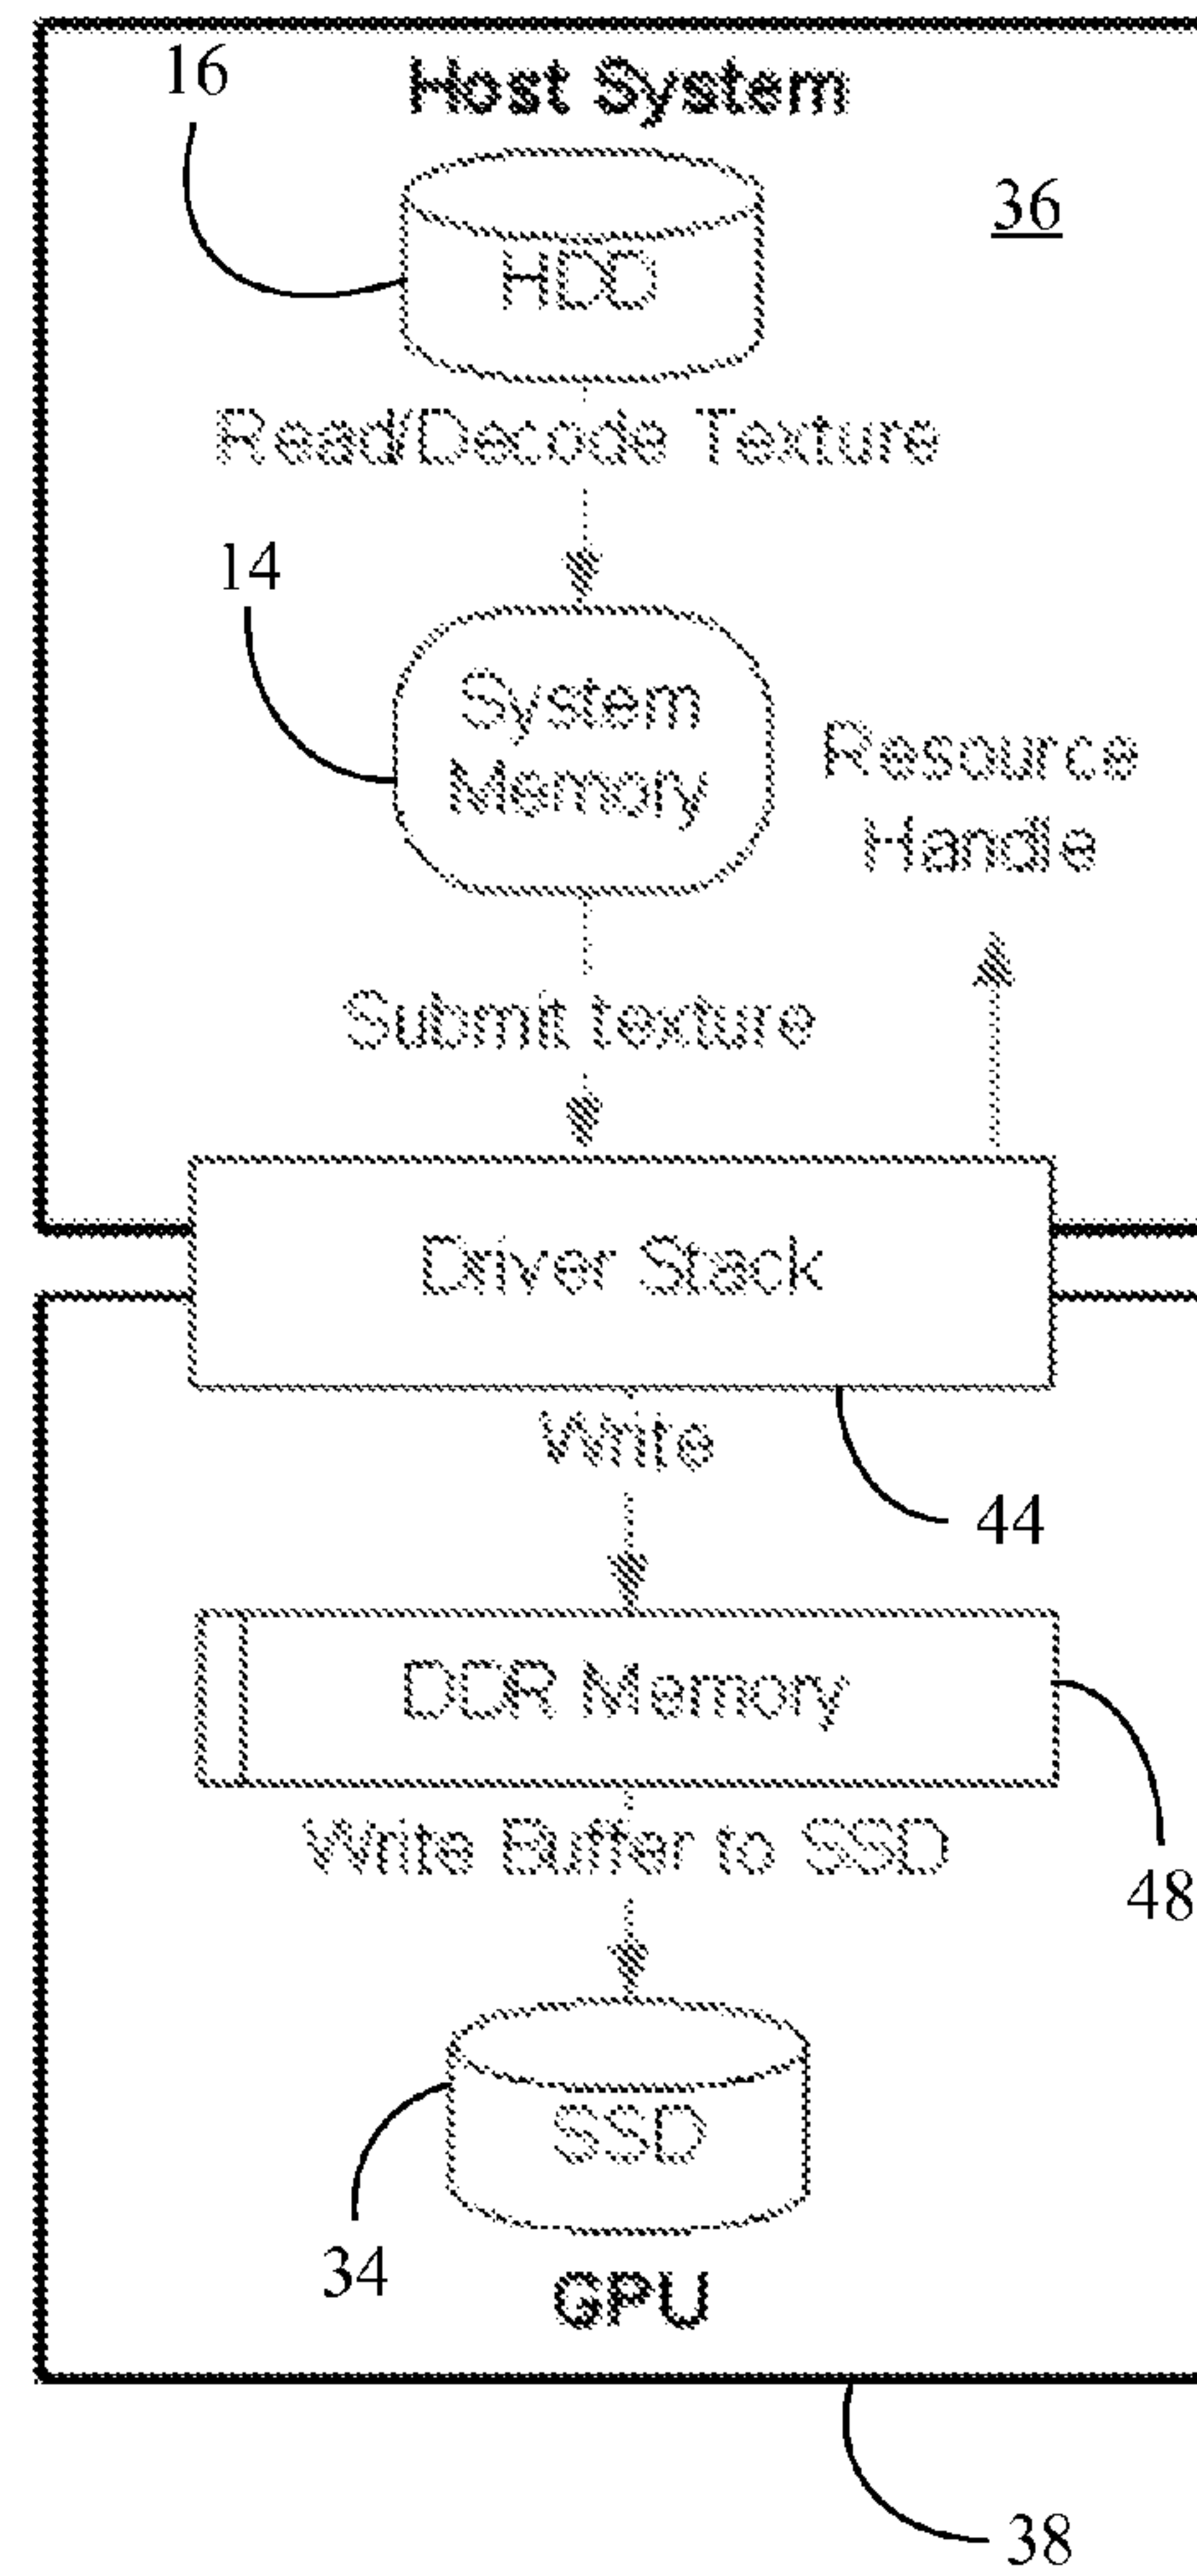 16
Host System
36
HDD
Read/Decode Texture
14
System
Memory
Resource
Handle
Submit texture
Driver Stack
Write
44
DDR Memory
Write Buffer to SSD
48
SSD
34
GPU
38